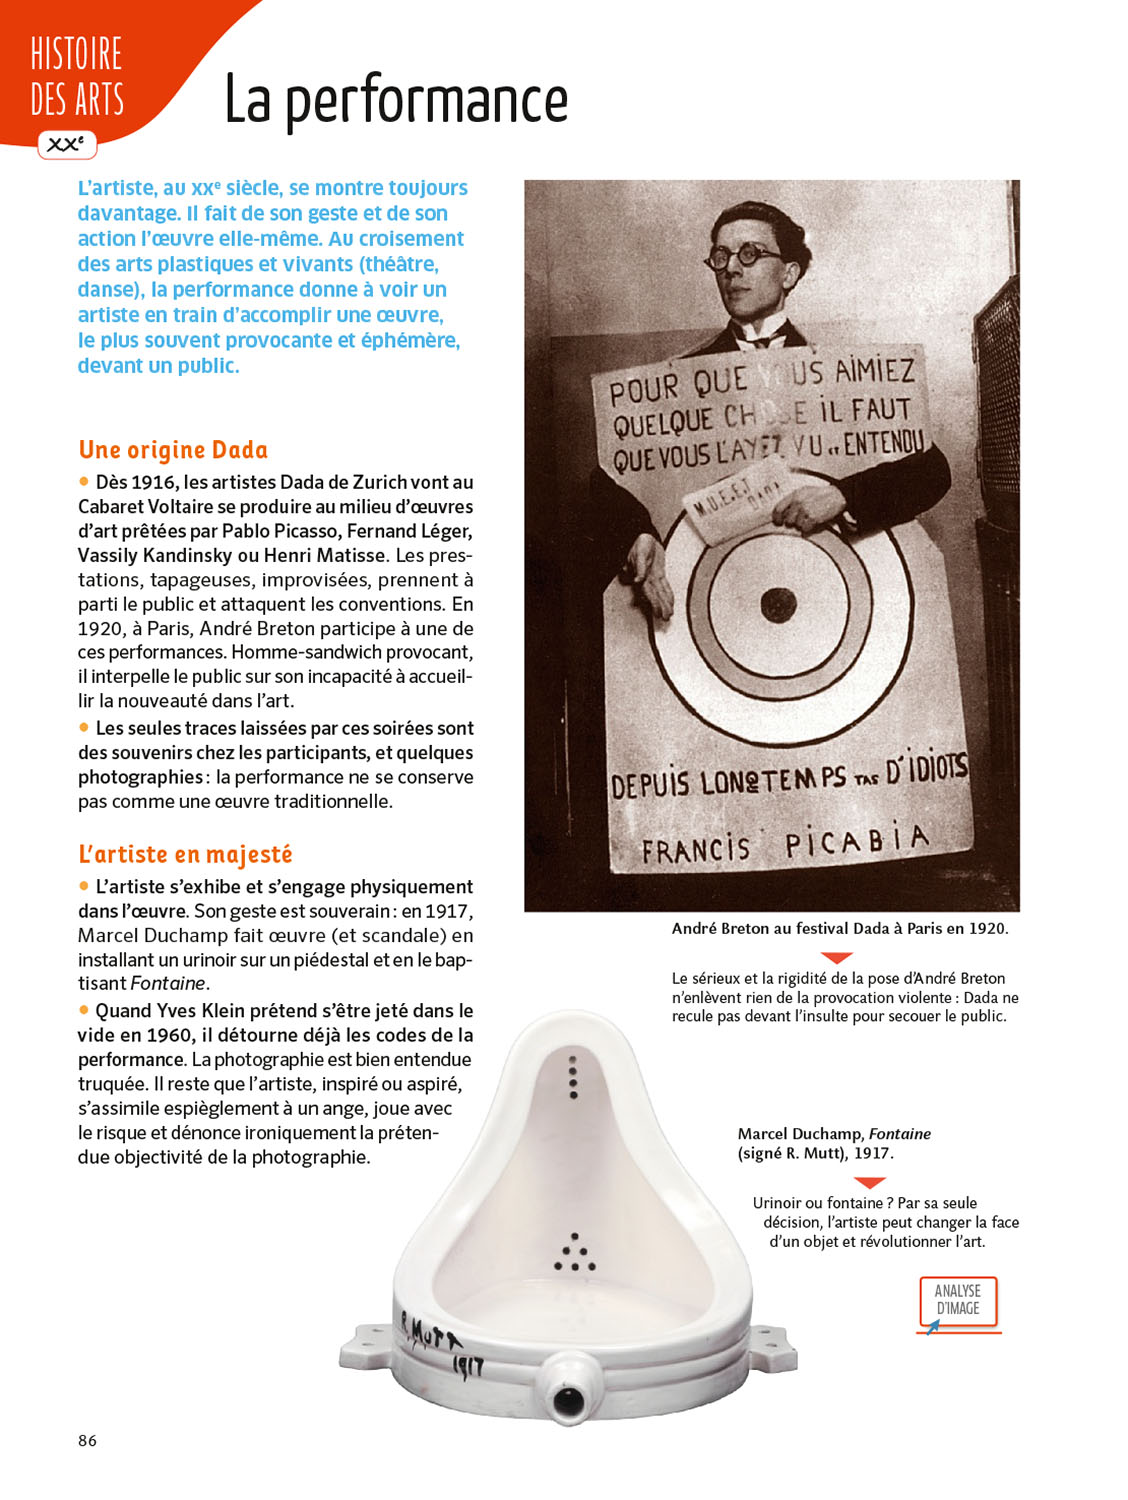 HISTOIRE
DES ARTS
XXe
La performance
L'artiste, au XXe siècle, se montre toujours
davantage. Il fait de son geste et de son
action l'œuvre elle-même. Au croisement
des arts plastiques et vivants (théâtre,
danse), la performance donne à voir un
artiste en train d'accomplir une œuvre,
le plus souvent provocante et éphémère,
devant un public.
Une origine Dada
• Dès 1916, les artistes Dada de Zurich vont au
Cabaret Voltaire se produire au milieu d'œuvres
d'art prêtées par Pablo Picasso, Fernand Léger,
Vassily Kandinsky ou Henri Matisse. Les pres-
tations, tapageuses, improvisées, prennent à
parti le public et attaquent les conventions. En
1920, à Paris, André Breton participe à une de
ces performances. Homme-sandwich provocant,
il interpelle le public sur son incapacité à accueil-
lir la nouveauté dans l'art.
• Les seules traces laissées par ces soirées sont
des souvenirs chez les participants, et quelques
photographies : la performance ne se conserve
pas comme une œuvre traditionnelle.
L'artiste en majesté
• L'artiste s'exhibe et s'engage physiquement
dans l'œuvre. Son geste est souverain : en 1917,
Marcel Duchamp fait œuvre (et scandale) en
installant un urinoir sur un piédestal et en le bap-
tisant Fontaine.
• Quand Yves Klein prétend s'être jeté dans le
vide en 1960, il détourne déjà les codes de la
performance. La photographie est bien entendue
truquée. Il reste que l'artiste, inspiré ou aspiré,
s'assimile espièglement à un ange, joue avec
le risque et dénonce ironiquement la préten-
due objectivité de la photographie.
POUR QUE VOUS AIMIEZ
QUELQUE CHOSE IL FAUT
QUE VOUS L'AYEZ VU ET ENTENDU
DADA
DEPUIS LONGTEMPS TAS D'IDIOTS
FRANCIS PICABIA
André Breton au festival Dada à Paris en 1920.
Le sérieux et la rigidité de la pose d'André Breton
n'enlèvent rien de la provocation violente : Dada ne
recule pas devant l'insulte pour secouer le public.
R. MUTT
1917
Marcel Duchamp, Fontaine
(signé R. Mutt), 1917.
Urinoir ou fontaine ? Par sa seule
décision, l'artiste peut changer la face
d'un objet et révolutionner l'art.
ANALYSE
D'IMAGE
86